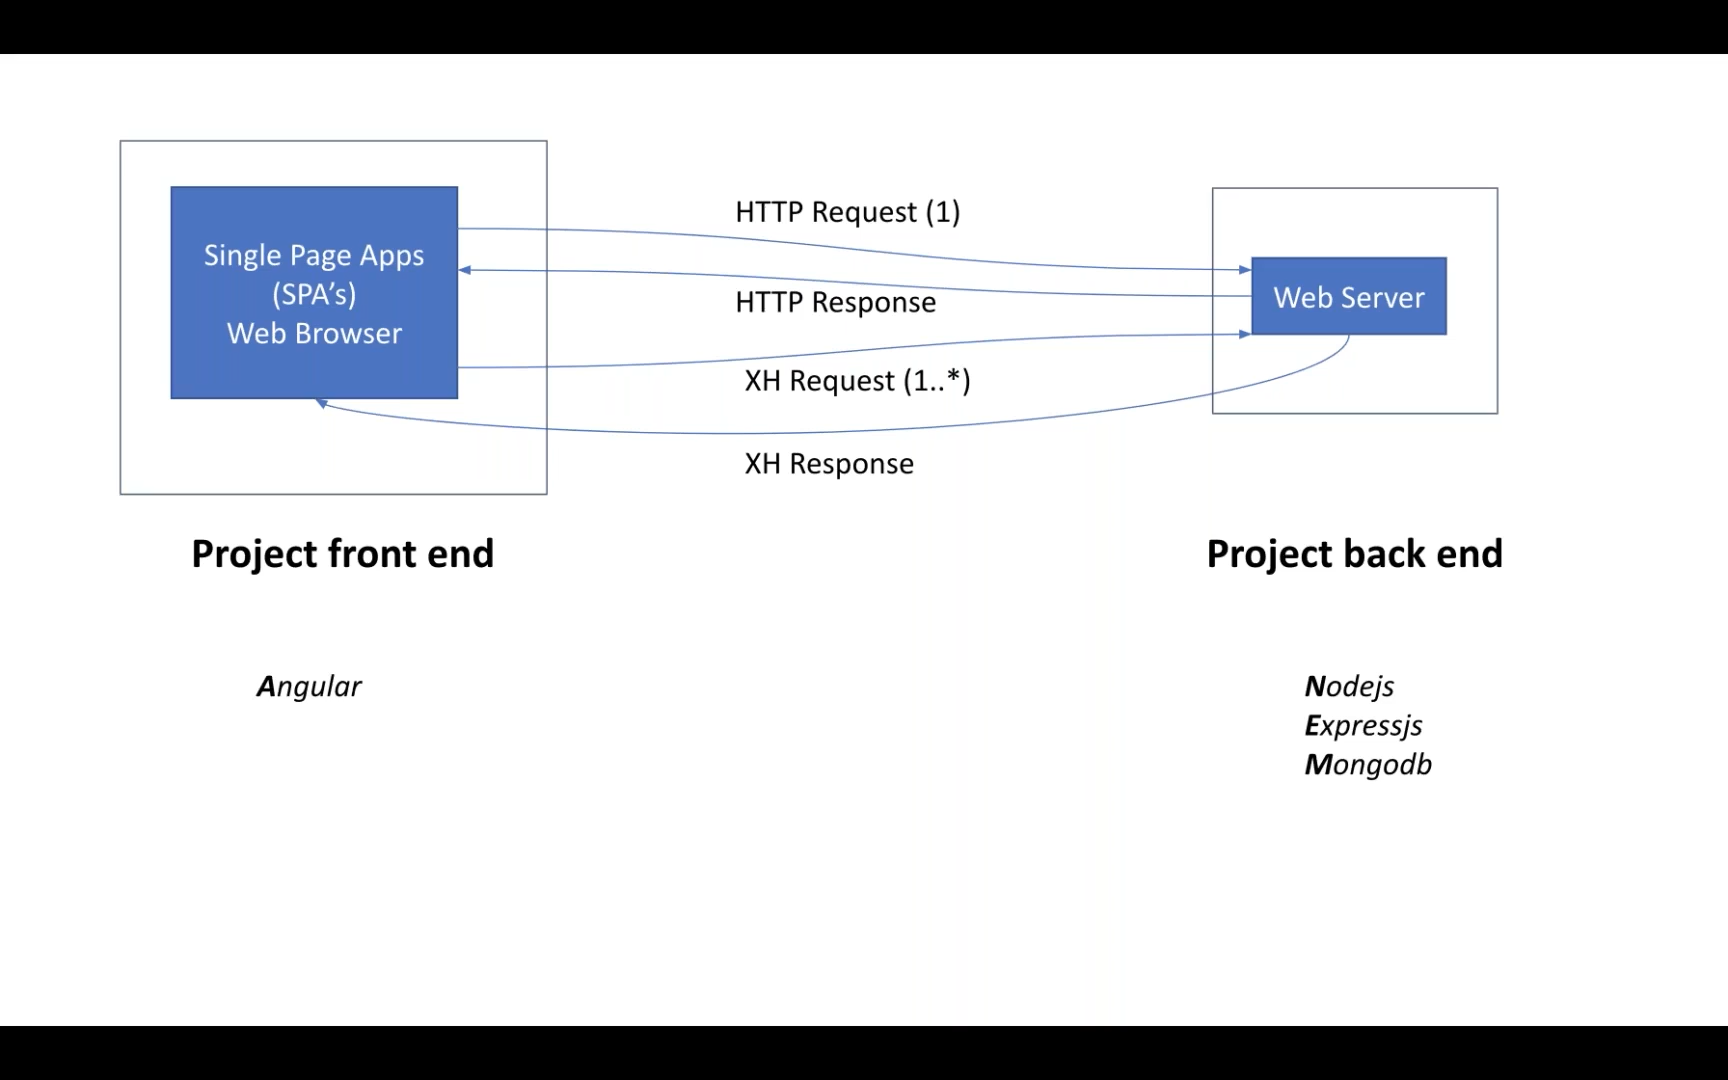 Single Page Apps
(SPA’s)
Web Browser
HTTP Request (1)
HTTP Response
XH Request (1..*)
XH Response
Web Server
Project front end
Project back end
Angular
Nodejs
Expressjs
Mongodb